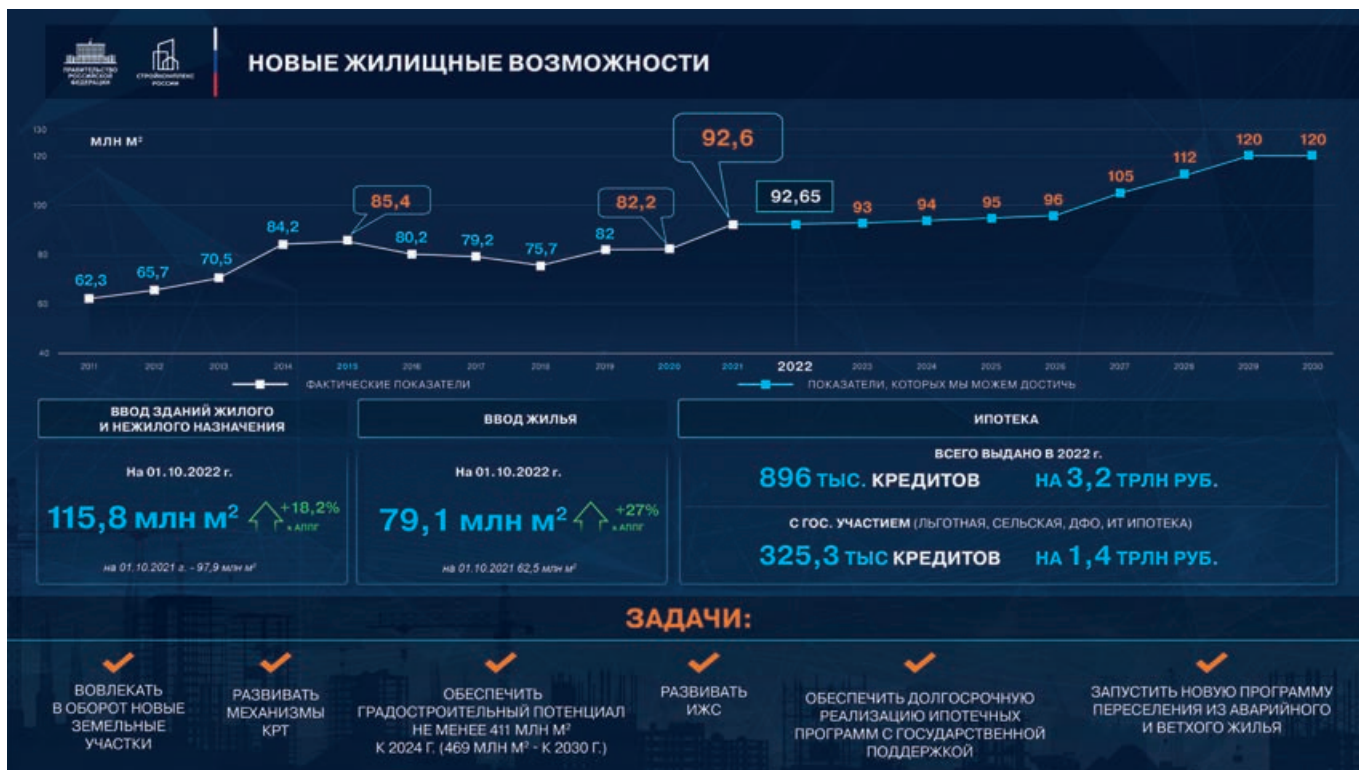 ПРАВИТЕЛЬСТВО
РОССИЙСКОЙ
ФЕДЕРАЦИИ
СТРОЙКОМПЛЕКС
РОССИИ
НОВЫЕ ЖИЛИЩНЫЕ ВОЗМОЖНОСТИ
МЛН М²
130
120
100
80
60
40
62,3
65,7
70,5
84,2
85,4
80,2
79,2
75,7
82
82,2
92,6
92,65
93
94
95
96
105
112
120
120
2011 2012 2013 2014 2015 2016 2017 2018 2019 2020 2021 2022 2023 2024 2025 2026 2027 2028 2029 2030
ФАКТИЧЕСКИЕ ПОКАЗАТЕЛИ
ПОКАЗАТЕЛИ, КОТОРЫХ МЫ МОЖЕМ ДОСТИЧЬ
ВВОД ЗДАНИЙ ЖИЛОГО
И НЕЖИЛОГО НАЗНАЧЕНИЯ
На 01.10.2022 г.
115,8 МЛН М²
+18,2%
к АППГ
на 01.10.2021 г. - 97,9 млн м²
ВВОД ЖИЛЬЯ
На 01.10.2022 г.
79,1 МЛН М²
+27%
к АППГ
на 01.10.2021 62,5 млн м²
ИПОТЕКА
ВСЕГО ВЫДАНО В 2022 г.
896 ТЫС. КРЕДИТОВ НА 3,2 ТРЛН РУБ.
С ГОС. УЧАСТИЕМ (ЛЬГОТНАЯ, СЕЛЬСКАЯ, ДФО, ИТ ИПОТЕКА)
325,3 ТЫС КРЕДИТОВ НА 1,4 ТРЛН РУБ.
ЗАДАЧИ:
ВОВЛЕКАТЬ
В ОБОРОТ НОВЫЕ
ЗЕМЕЛЬНЫЕ
УЧАСТКИ
РАЗВИВАТЬ
МЕХАНИЗМЫ
КРТ
ОБЕСПЕЧИТЬ
ГРАДОСТРОИТЕЛЬНЫЙ ПОТЕНЦИАЛ
НЕ МЕНЕЕ 411 МЛН М²
К 2024 Г. (469 МЛН М² - К 2030 Г.)
РАЗВИВАТЬ
ИЖС
ОБЕСПЕЧИТЬ ДОЛГОСРОЧНУЮ
РЕАЛИЗАЦИЮ ИПОТЕЧНЫХ
ПРОГРАММ С ГОСУДАРСТВЕННОЙ
ПОДДЕРЖКОЙ
ЗАПУСТИТЬ НОВУЮ ПРОГРАММУ
ПЕРЕСЕЛЕНИЯ ИЗ АВАРИЙНОГО
И ВЕТХОГО ЖИЛЬЯ